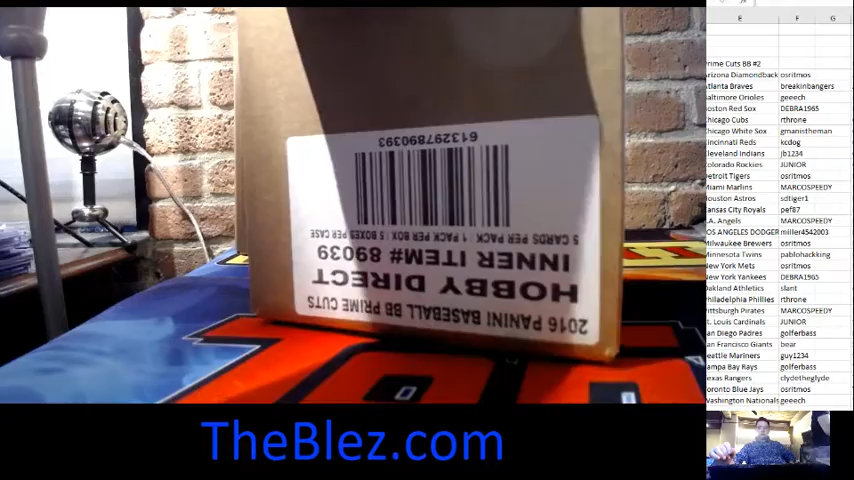 2016 PANINI BASEBALL BB PRIME CUTS
HOBBY DIRECT
INNER ITEM# 89039
5 CARDS PER PACK | 1 PACK PER BOX | 5 BOXES PER CASE
613297890393
TheBlez.com
E F G
Prime Cuts BB #2
Arizona Diamondback osritmos
Atlanta Braves breakinbangers
Baltimore Orioles geeech
Boston Red Sox DEBRA1965
Chicago Cubs rthrone
Chicago White Sox gmanistheman
Cincinnati Reds kcdog
Cleveland Indians jb1234
Colorado Rockies JUNIOR
Detroit Tigers osritmos
Miami Marlins MARCOSPEEDY
Houston Astros sdtiger1
Kansas City Royals pef87
L.A. Angels MARCOSPEEDY
LOS ANGELES DODGER miller4542003
Milwaukee Brewers osritmos
Minnesota Twins pablohockking
New York Mets osritmos
New York Yankees DEBRA1965
Oakland Athletics slant
Philadelphia Phillies rthrone
Pittsburgh Pirates MARCOSPEEDY
St. Louis Cardinals JUNIOR
San Diego Padres golferbass
San Francisco Giants bear
Seattle Mariners guy1234
Tampa Bay Rays golferbass
Texas Rangers clydetheglyde
Toronto Blue Jays osritmos
Washington Nationals geeech